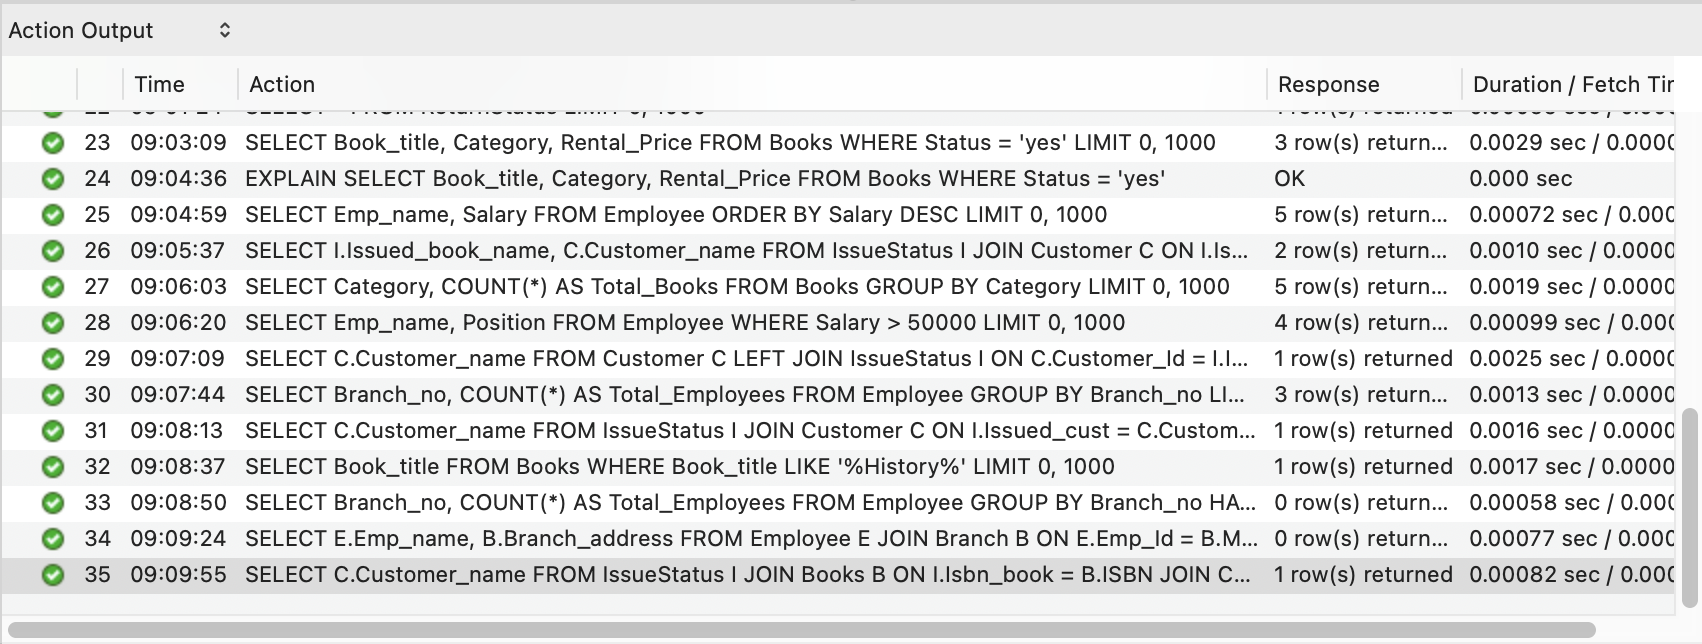 Action Output
Time Action Response Duration / Fetch Tir
23 09:03:09 SELECT Book_title, Category, Rental_Price FROM Books WHERE Status = 'yes' LIMIT 0, 1000 3 row(s) return... 0.0029 sec / 0.0000
24 09:04:36 EXPLAIN SELECT Book_title, Category, Rental_Price FROM Books WHERE Status = 'yes' OK 0.000 sec
25 09:04:59 SELECT Emp_name, Salary FROM Employee ORDER BY Salary DESC LIMIT 0, 1000 5 row(s) return... 0.00072 sec / 0.000
26 09:05:37 SELECT I.Issued_book_name, C.Customer_name FROM IssueStatus I JOIN Customer C ON I.Is... 2 row(s) return... 0.0010 sec / 0.0000
27 09:06:03 SELECT Category, COUNT(*) AS Total_Books FROM Books GROUP BY Category LIMIT 0, 1000 5 row(s) return... 0.0019 sec / 0.0000
28 09:06:20 SELECT Emp_name, Position FROM Employee WHERE Salary > 50000 LIMIT 0, 1000 4 row(s) return... 0.00099 sec / 0.000
29 09:07:09 SELECT C.Customer_name FROM Customer C LEFT JOIN IssueStatus I ON C.Customer_Id = I.I... 1 row(s) returned 0.0025 sec / 0.0000
30 09:07:44 SELECT Branch_no, COUNT(*) AS Total_Employees FROM Employee GROUP BY Branch_no LI... 3 row(s) return... 0.0013 sec / 0.0000
31 09:08:13 SELECT C.Customer_name FROM IssueStatus I JOIN Customer C ON I.Issued_cust = C.Custom... 1 row(s) returned 0.0016 sec / 0.0000
32 09:08:37 SELECT Book_title FROM Books WHERE Book_title LIKE '%History%' LIMIT 0, 1000 1 row(s) returned 0.0017 sec / 0.0000
33 09:08:50 SELECT Branch_no, COUNT(*) AS Total_Employees FROM Employee GROUP BY Branch_no HA... 0 row(s) return... 0.00058 sec / 0.000
34 09:09:24 SELECT E.Emp_name, B.Branch_address FROM Employee E JOIN Branch B ON E.Emp_Id = B.M... 0 row(s) return... 0.00077 sec / 0.000
35 09:09:55 SELECT C.Customer_name FROM IssueStatus I JOIN Books B ON I.Isbn_book = B.ISBN JOIN C... 1 row(s) returned 0.00082 sec / 0.000